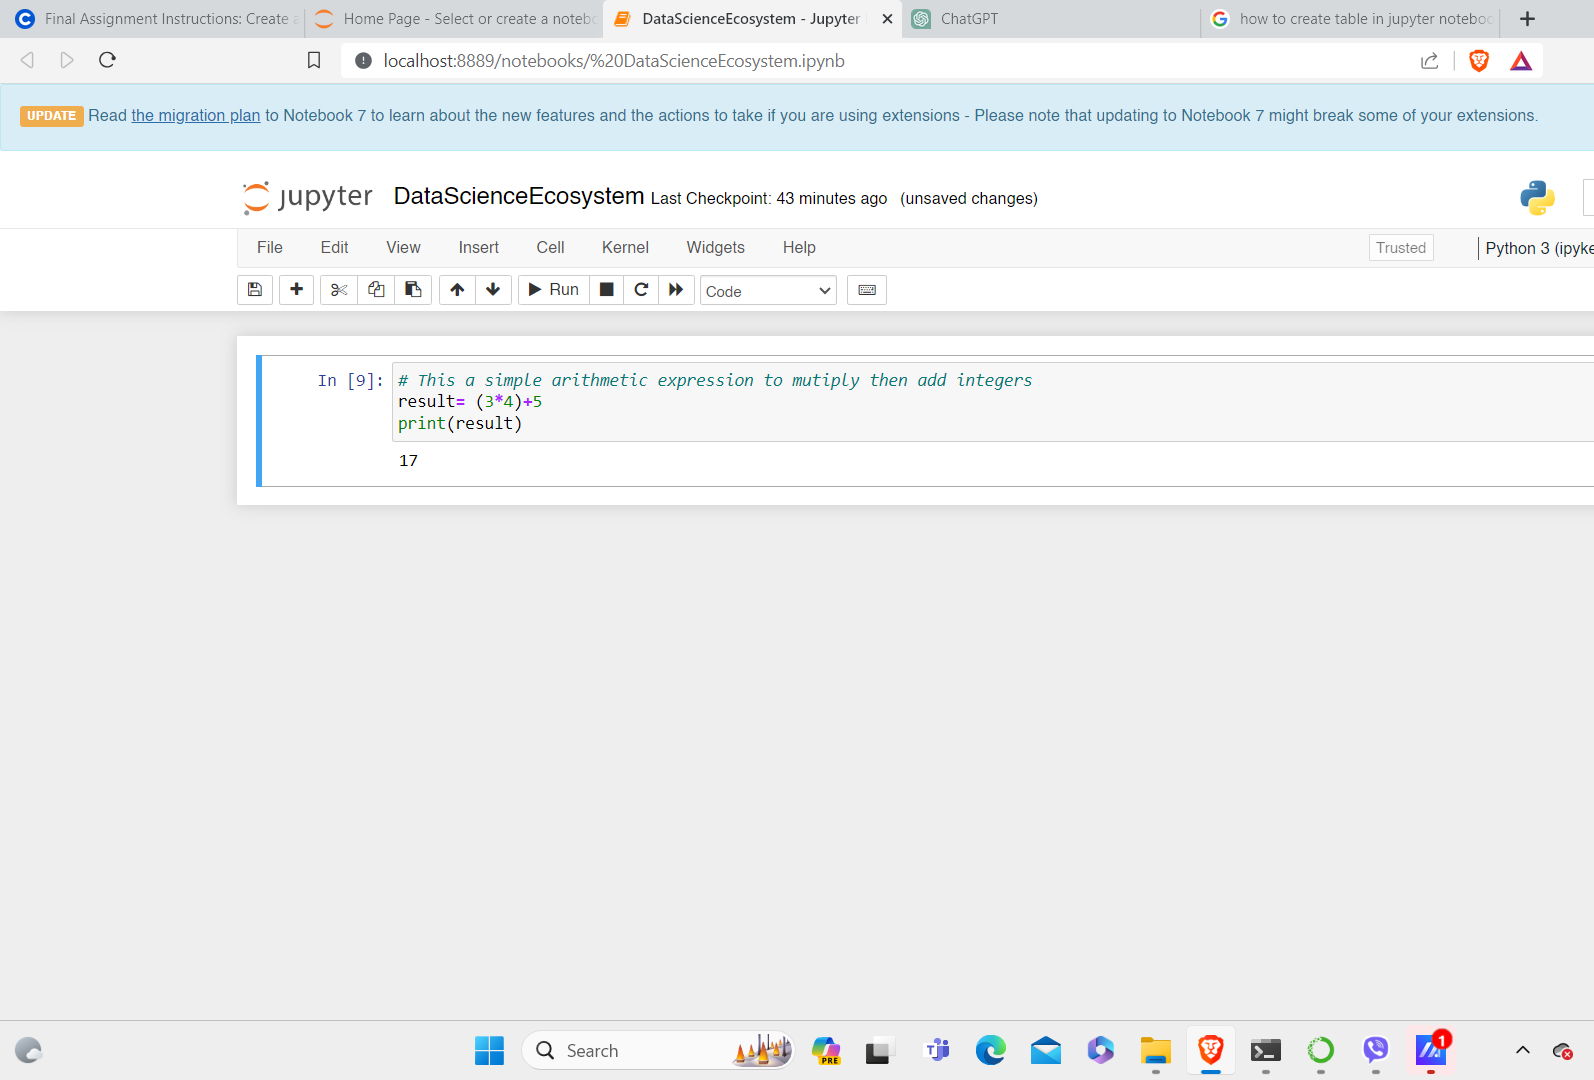 Final Assignment Instructions: Create
Home Page - Select or create a noteb
DataScienceEcosystem - Jupyter
ChatGPT
how to create table in jupyter noteboo
localhost:8889/notebooks/%20DataScienceEcosystem.ipynb
UPDATE Read the migration plan to Notebook 7 to learn about the new features and the actions to take if you are using extensions - Please note that updating to Notebook 7 might break some of your extensions.
jupyter DataScienceEcosystem Last Checkpoint: 43 minutes ago (unsaved changes)
File Edit View Insert Cell Kernel Widgets Help Trusted Python 3 (ipyke
Run Code
In [9]: # This a simple arithmetic expression to mutiply then add integers
result= (3*4)+5
print(result)
17
Search PRE 1